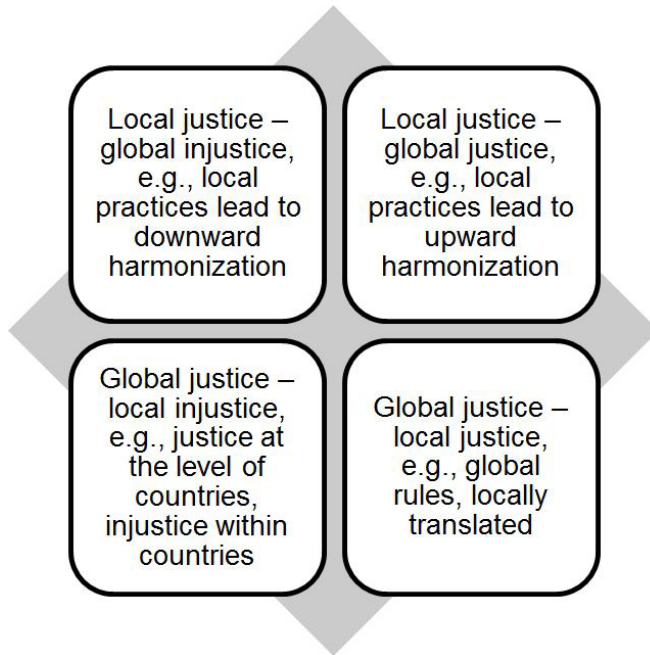 Local justice –
global injustice,
e.g., local
practices lead to
downward
harmonization
Local justice –
global justice,
e.g., local
practices lead to
upward
harmonization
Global justice –
local injustice,
e.g., justice at
the level of
countries,
injustice within
countries
Global justice –
local justice,
e.g., global
rules, locally
translated